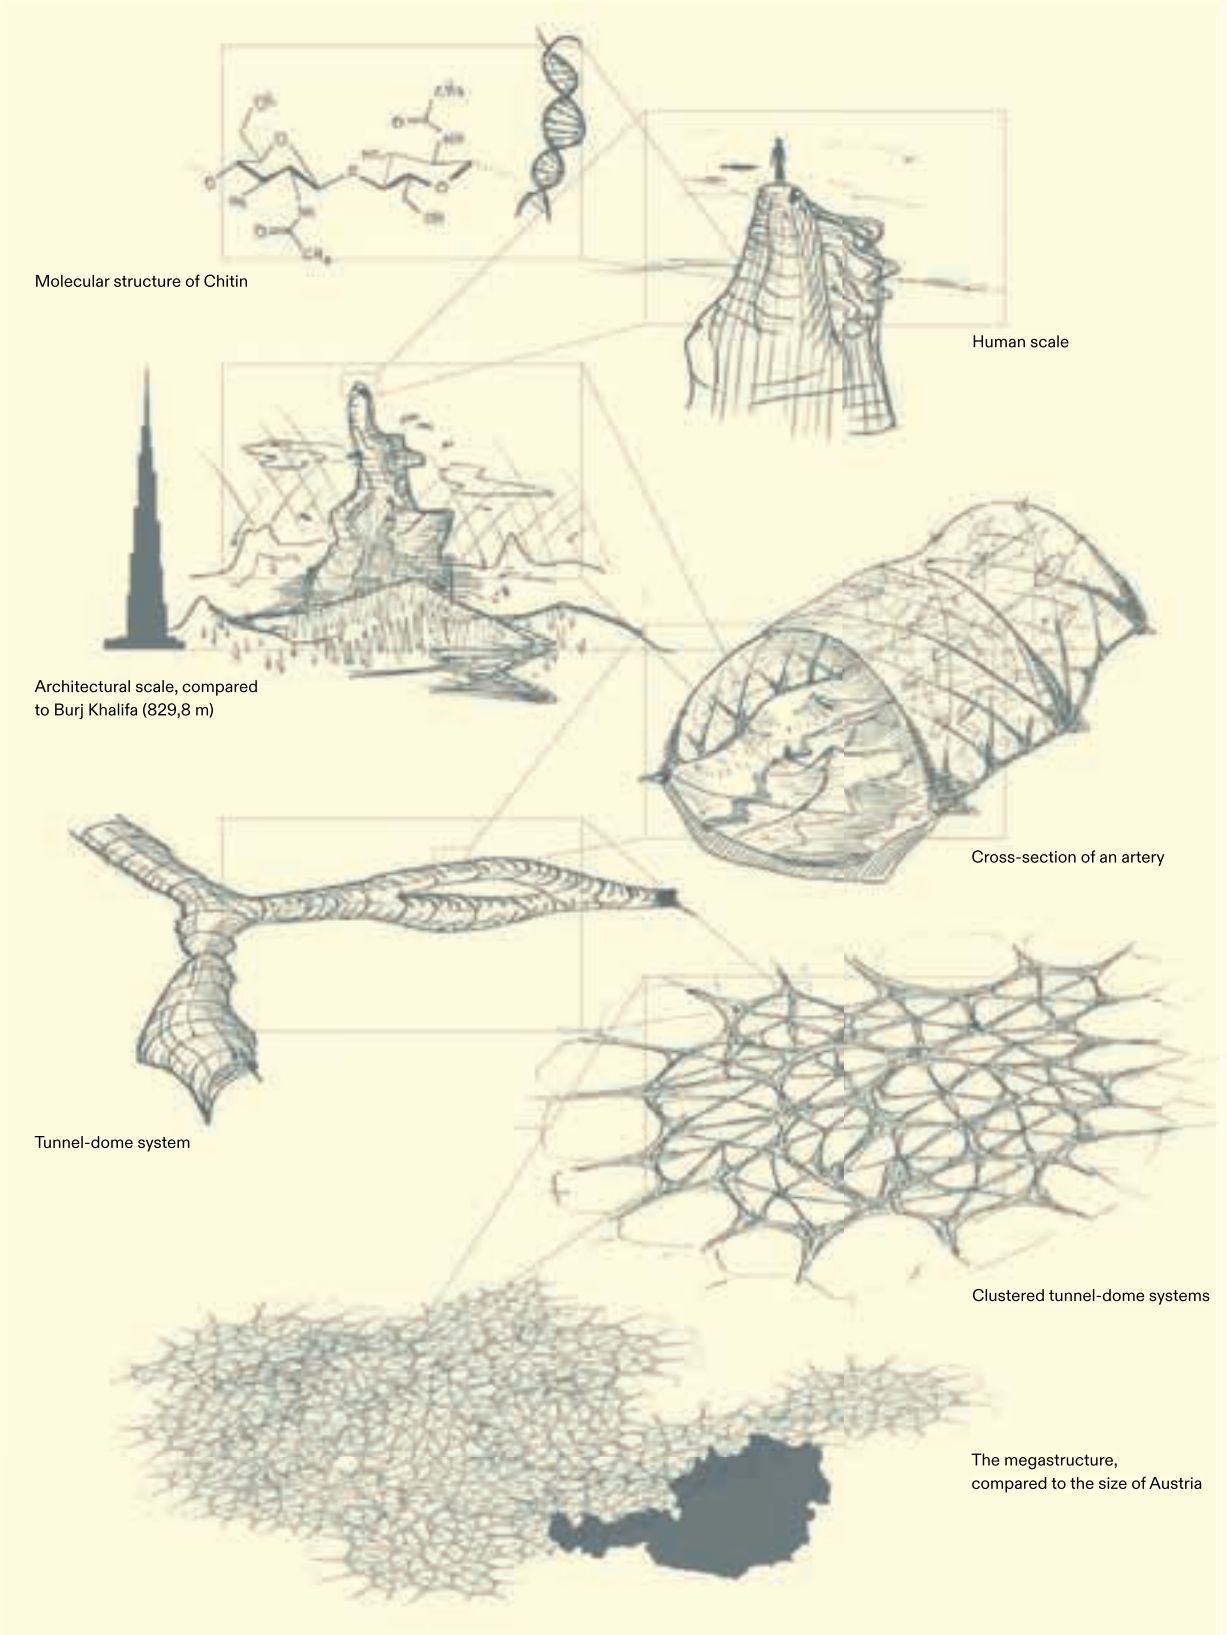 Molecular structure of Chitin
Human scale
Architectural scale, compared
to Burj Khalifa (829,8 m)
Cross-section of an artery
Tunnel-dome system
Clustered tunnel-dome systems
The megastructure,
compared to the size of Austria